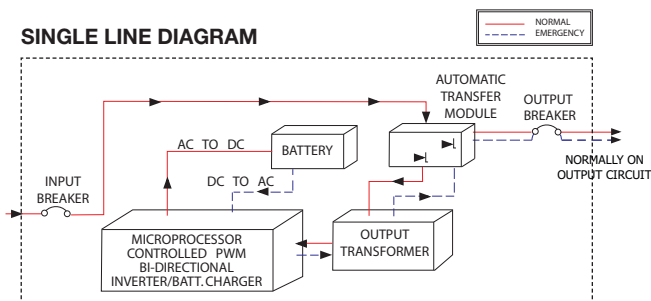 SINGLE LINE DIAGRAM
NORMAL
EMERGENCY
AUTOMATIC
TRANSFER
MODULE
OUTPUT
BREAKER
AC TO DC
BATTERY
NORMALLY ON
OUTPUT CIRCUIT
DC TO AC
INPUT
BREAKER
MICROPROCESSOR
CONTROLLED PWM
BI-DIRECTIONAL
INVERTER/BATT.CHARGER
OUTPUT
TRANSFORMER